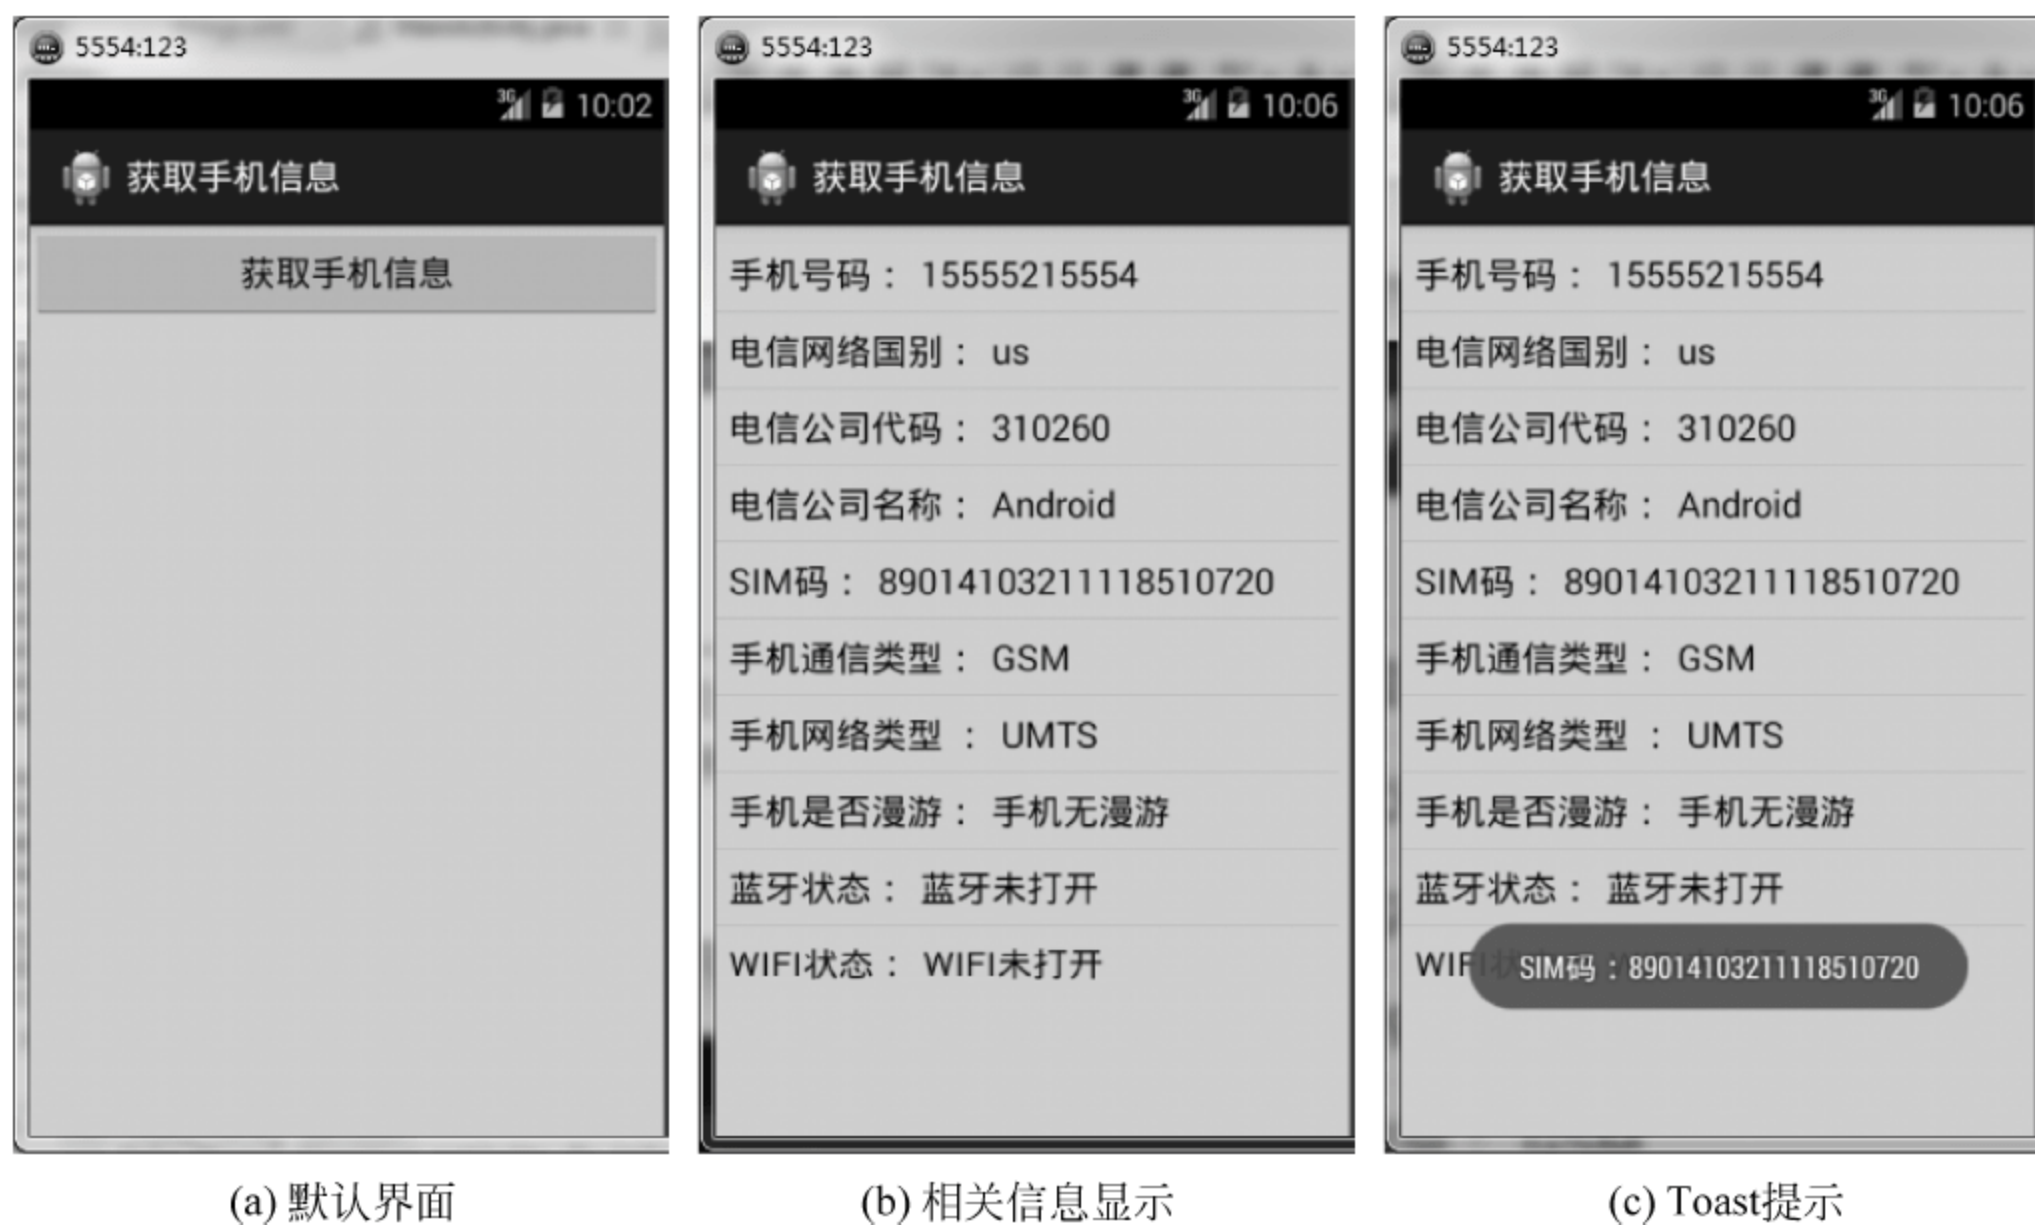 5554:123
3G 10:02
获取手机信息
获取手机信息
(a) 默认界面
5554:123
3G 10:06
获取手机信息
手机号码： 15555215554
电信网络国别： us
电信公司代码： 310260
电信公司名称： Android
SIM码： 89014103211118510720
手机通信类型： GSM
手机网络类型 ： UMTS
手机是否漫游： 手机无漫游
蓝牙状态： 蓝牙未打开
WIFI状态： WIFI未打开
(b) 相关信息显示
5554:123
3G 10:06
获取手机信息
手机号码： 15555215554
电信网络国别： us
电信公司代码： 310260
电信公司名称： Android
SIM码： 89014103211118510720
手机通信类型： GSM
手机网络类型 ： UMTS
手机是否漫游： 手机无漫游
蓝牙状态： 蓝牙未打开
WIFI状
SIM码：89014103211118510720
(c) Toast提示